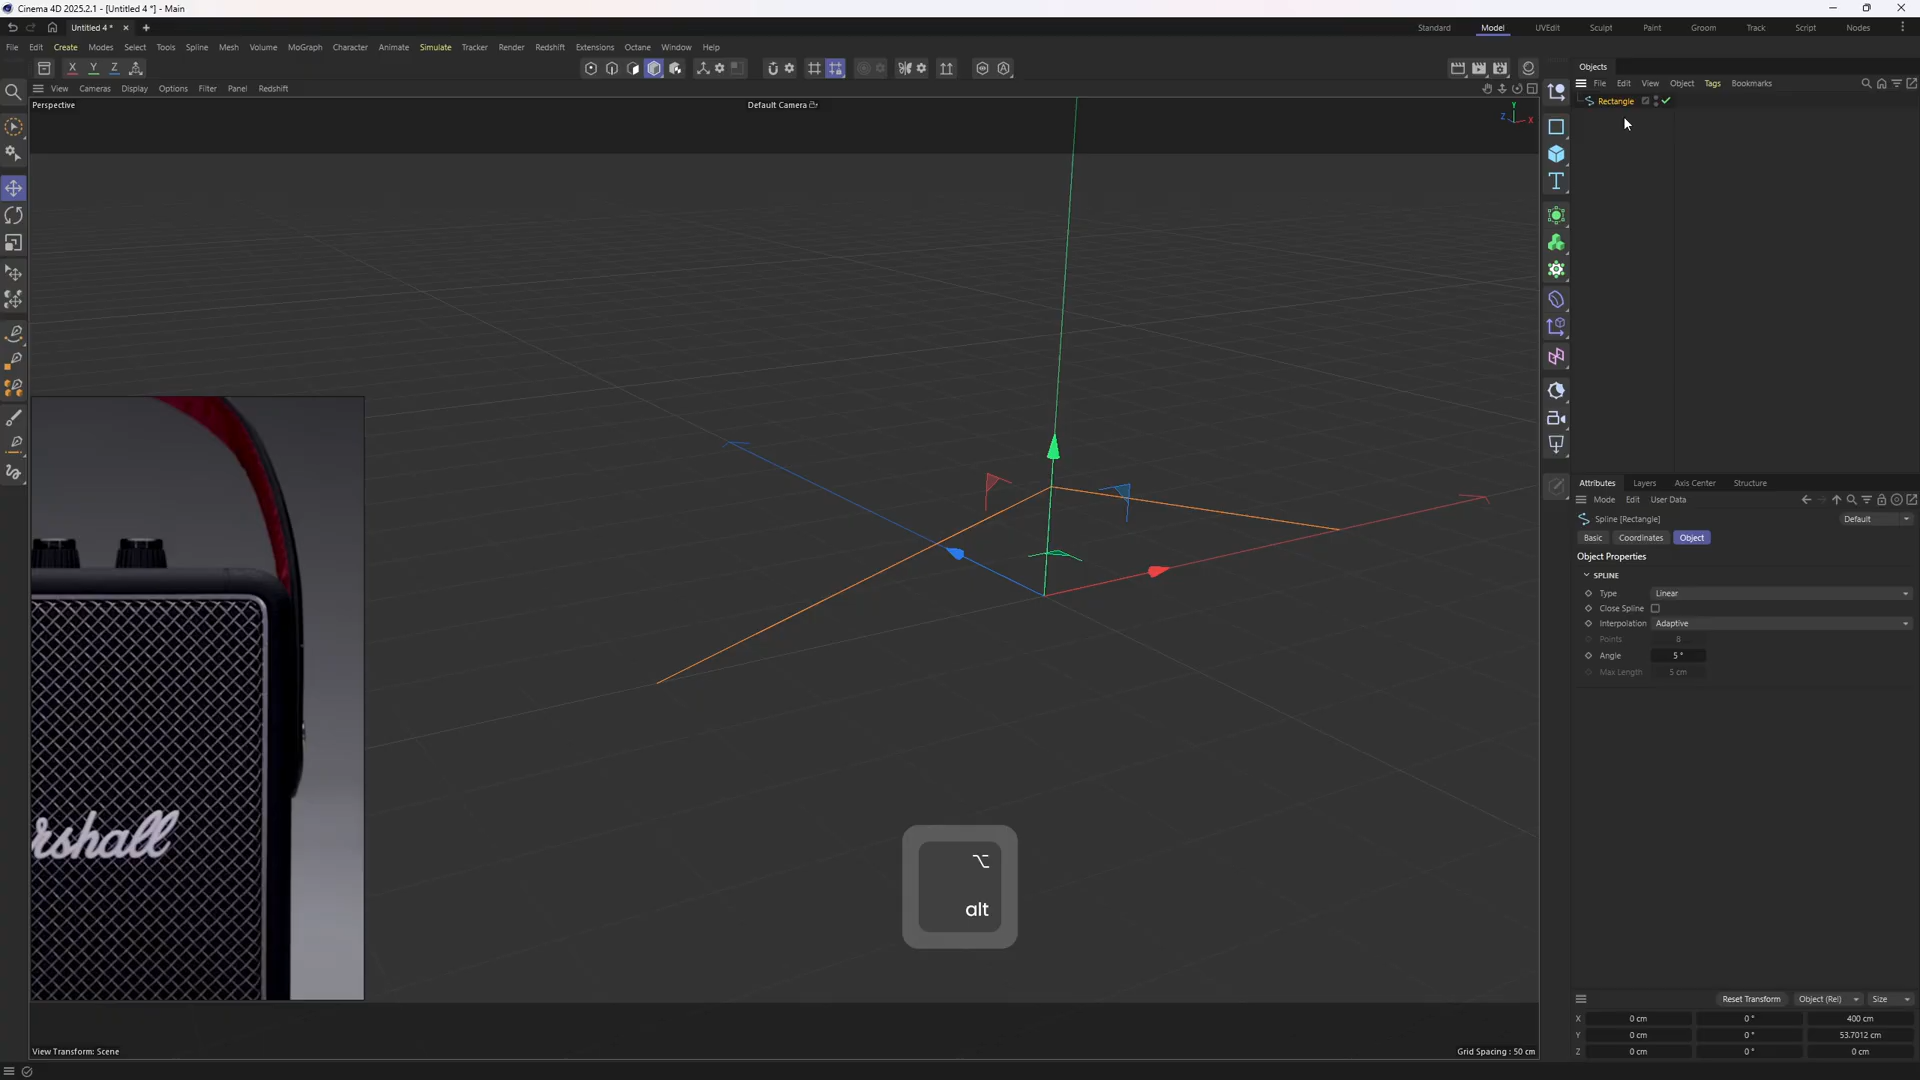 Cinema 4D 2025.2.1 - [Untitled 4 *] - Main
Untitled 4 *
Standard Model UVEdit Sculpt Paint Groom Track Script Nodes
File Edit Create Modes Select Tools Spline Mesh Volume MoGraph Character Animate Simulate Tracker Render Redshift Extensions Octane Window Help
X Y Z
Objects
File Edit View Object Tags Bookmarks
View Cameras Display Options Filter Panel Redshift
Rectangle
Perspective
Default Camera
Y
Z X
Attributes Layers Axis Center Structure
Mode Edit User Data
Spline [Rectangle]
Default
Basic Coordinates Object
Object Properties
SPLINE
Type Linear
Close Spline
Interpolation Adaptive
Points 8
Angle 5 °
Max Length 5 cm
rshall
alt
Reset Transform Object (Rel) Size
X 0 cm 0 ° 400 cm
Y 0 cm 0 ° 53.7012 cm
Z 0 cm 0 ° 0 cm
View Transform: Scene
Grid Spacing : 50 cm